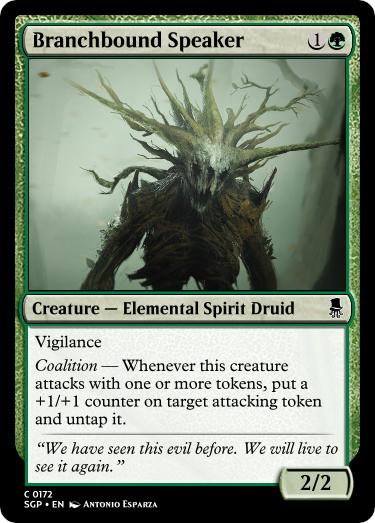 Branchbound Speaker 1
Creature — Elemental Spirit Druid
Vigilance
Coalition — Whenever this creature
attacks with one or more tokens, put a
+1/+1 counter on target attacking token
and untap it.
“We have seen this evil before. We will live to
see it again.”
2/2
C 0172
SGP • EN Antonio Esparza